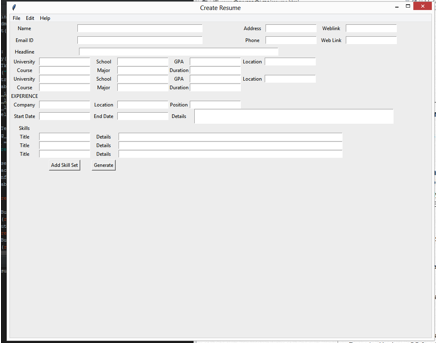 Create Resume
File Edit Help
Name Address Weblink
Email ID Phone Web Link
Headline
University School GPA Location
Course Major Duration
University School GPA Location
Course Major Duration
EXPERIENCE
Company Location Position
Start Date End Date Details
Skills
Title Details
Title Details
Title Details
Add Skill Set Generate